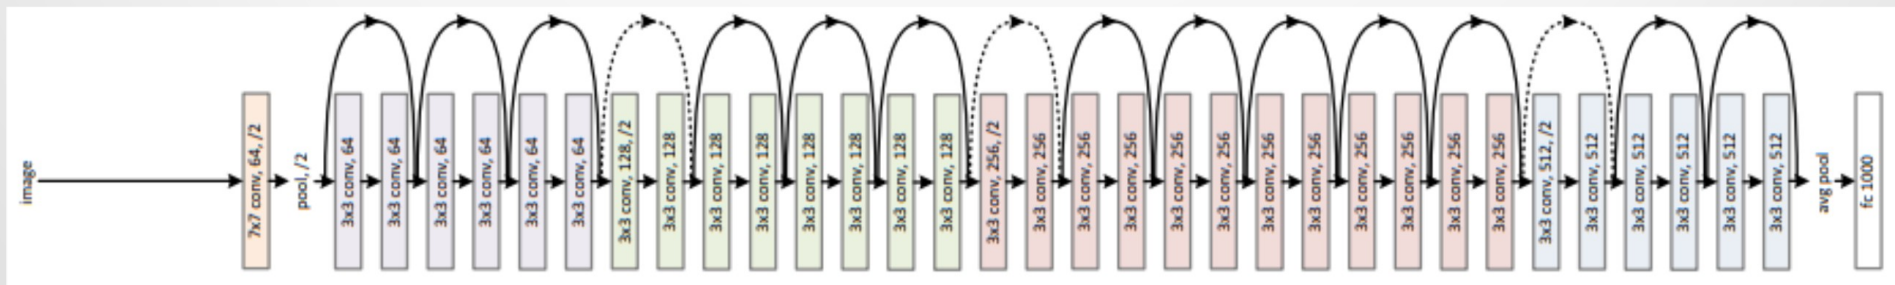 image
7x7 conv, 64, /2
pool, /2
3x3 conv, 64
3x3 conv, 64
3x3 conv, 64
3x3 conv, 64
3x3 conv, 64
3x3 conv, 64
3x3 conv, 128, /2
3x3 conv, 128
3x3 conv, 128
3x3 conv, 128
3x3 conv, 128
3x3 conv, 128
3x3 conv, 128
3x3 conv, 128
3x3 conv, 256, /2
3x3 conv, 256
3x3 conv, 256
3x3 conv, 256
3x3 conv, 256
3x3 conv, 256
3x3 conv, 256
3x3 conv, 256
3x3 conv, 256
3x3 conv, 256
3x3 conv, 256
3x3 conv, 256
3x3 conv, 512, /2
3x3 conv, 512
3x3 conv, 512
3x3 conv, 512
3x3 conv, 512
3x3 conv, 512
avg pool
fc 1000